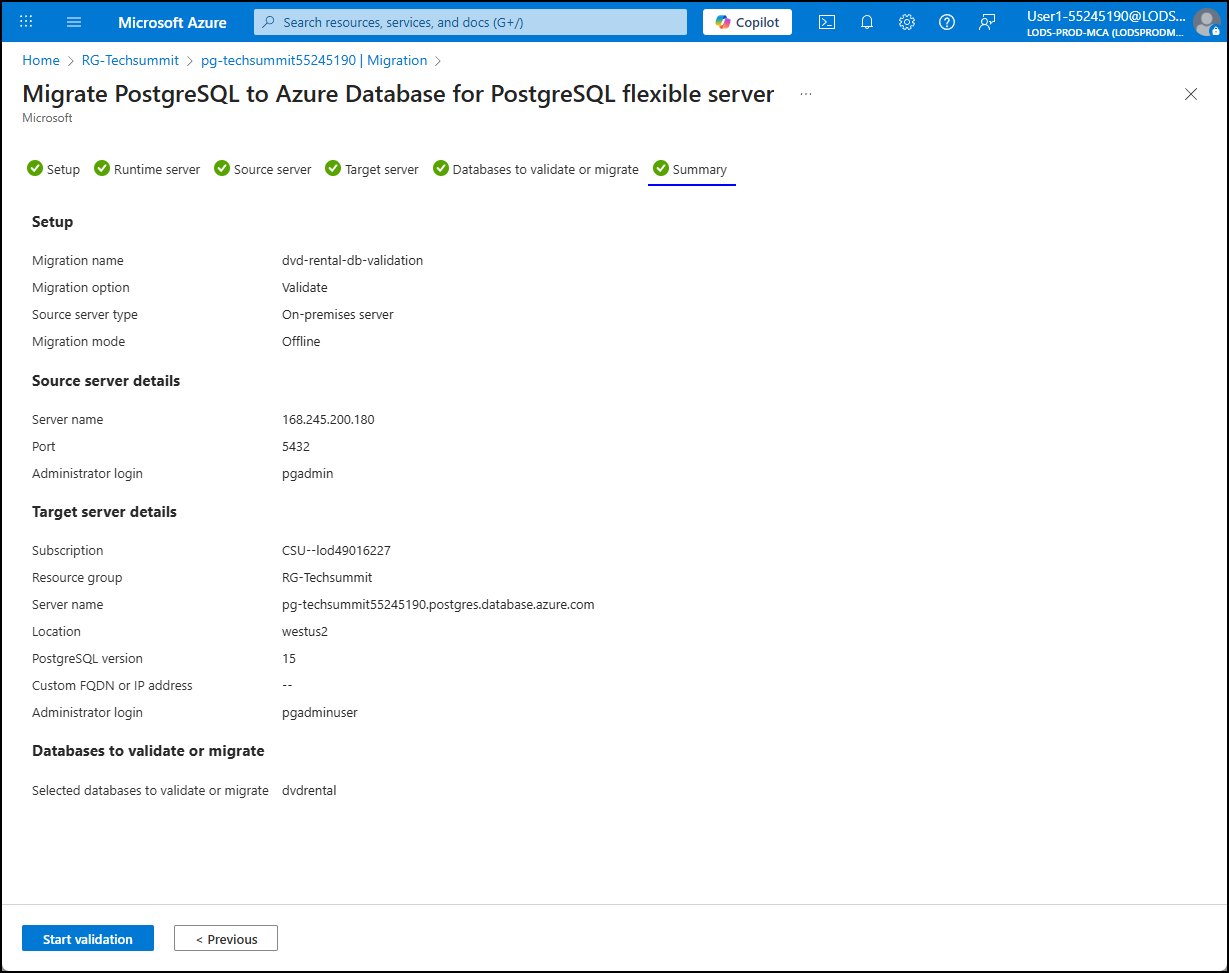 Microsoft Azure
Search resources, services, and docs (G+/)
Copilot
User1-55245190@LODS...
LODS-PROD-MCA (LODSPRODM...
Home > RG-Techsummit > pg-techsummit55245190 | Migration >
Migrate PostgreSQL to Azure Database for PostgreSQL flexible server ...
Microsoft
Setup Runtime server Source server Target server Databases to validate or migrate Summary
Setup
Migration name dvd-rental-db-validation
Migration option Validate
Source server type On-premises server
Migration mode Offline
Source server details
Server name 168.245.200.180
Port 5432
Administrator login pgadmin
Target server details
Subscription CSU--lod49016227
Resource group RG-Techsummit
Server name pg-techsummit55245190.postgres.database.azure.com
Location westus2
PostgreSQL version 15
Custom FQDN or IP address --
Administrator login pgadminuser
Databases to validate or migrate
Selected databases to validate or migrate dvdrental
Start validation < Previous